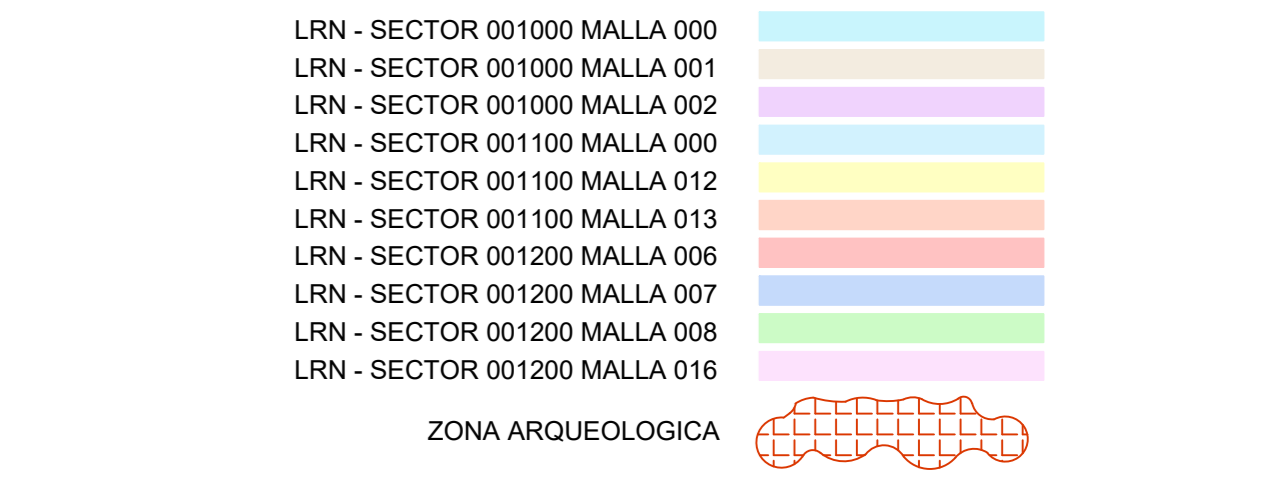 LRN - SECTOR 001000 MALLA 000
LRN - SECTOR 001000 MALLA 001
LRN - SECTOR 001000 MALLA 002
LRN - SECTOR 001100 MALLA 000
LRN - SECTOR 001100 MALLA 012
LRN - SECTOR 001100 MALLA 013
LRN - SECTOR 001200 MALLA 006
LRN - SECTOR 001200 MALLA 007
LRN - SECTOR 001200 MALLA 008
LRN - SECTOR 001200 MALLA 016
ZONA ARQUEOLOGICA